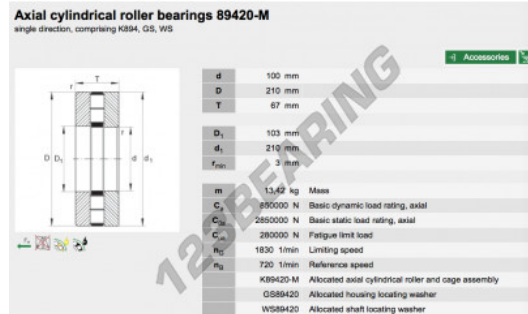 Axial cylindrical roller bearings 89420-M
single direction, comprising K894, GS, WS
Accessories
T
r
r
D D₁ d d₁
d 100 mm
D 210 mm
T 67 mm
D₁ 103 mm
d₁ 210 mm
rmin 3 mm
m 13,42 kg Mass
Ca 850000 N Basic dynamic load rating, axial
C0a 2850000 N Basic static load rating, axial
Cua 280000 N Fatigue limit load
nG 1830 1/min Limiting speed
nB 720 1/min Reference speed
K89420-M Allocated axial cylindrical roller and cage assembly
GS89420 Allocated housing locating washer
WS89420 Allocated shaft locating washer
123BEARING